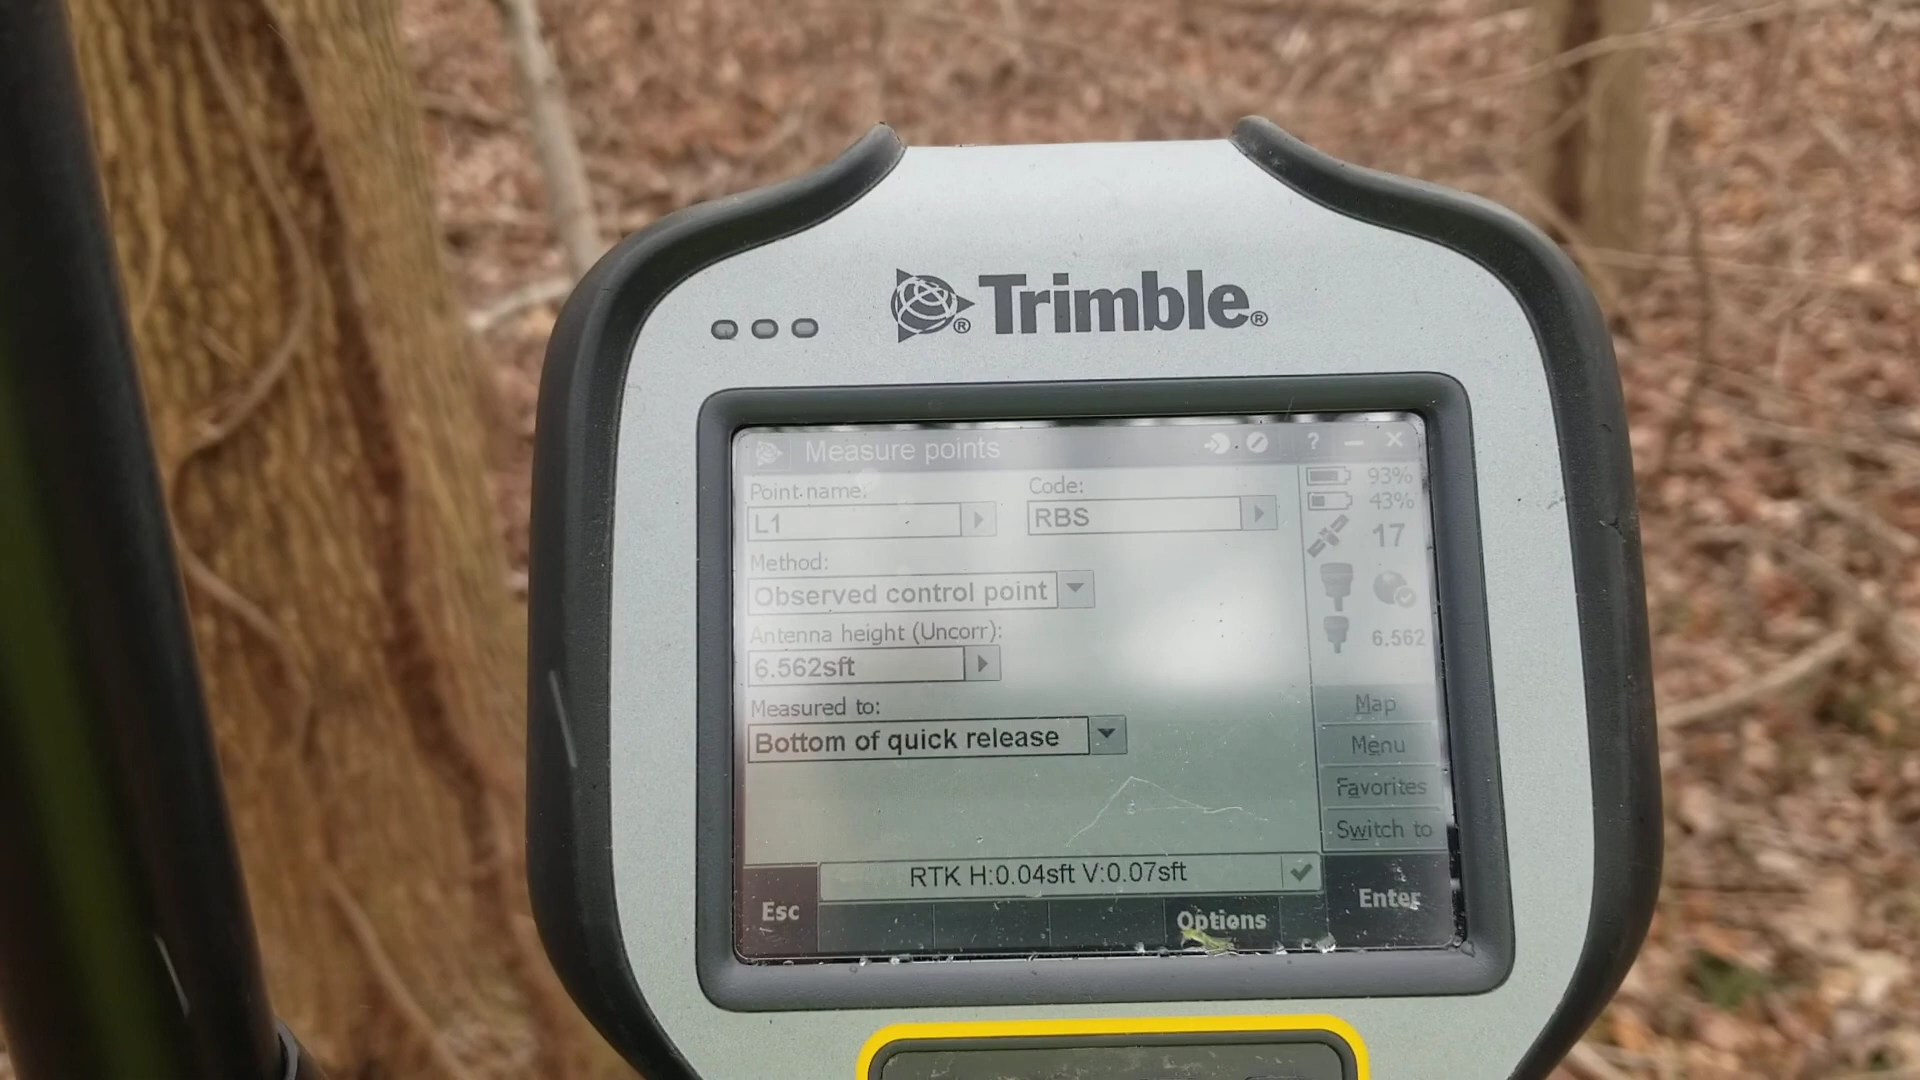 Trimble
Measure points
?
Point name:
Code:
93%
L1
RBS
43%
17
Method:
Observed control point
Antenna height (Uncorr):
6.562
6.562sft
Measured to:
Map
Bottom of quick release
Menu
Favorites
Switch to
RTK H:0.04sft V:0.07sft
Esc
Options
Enter